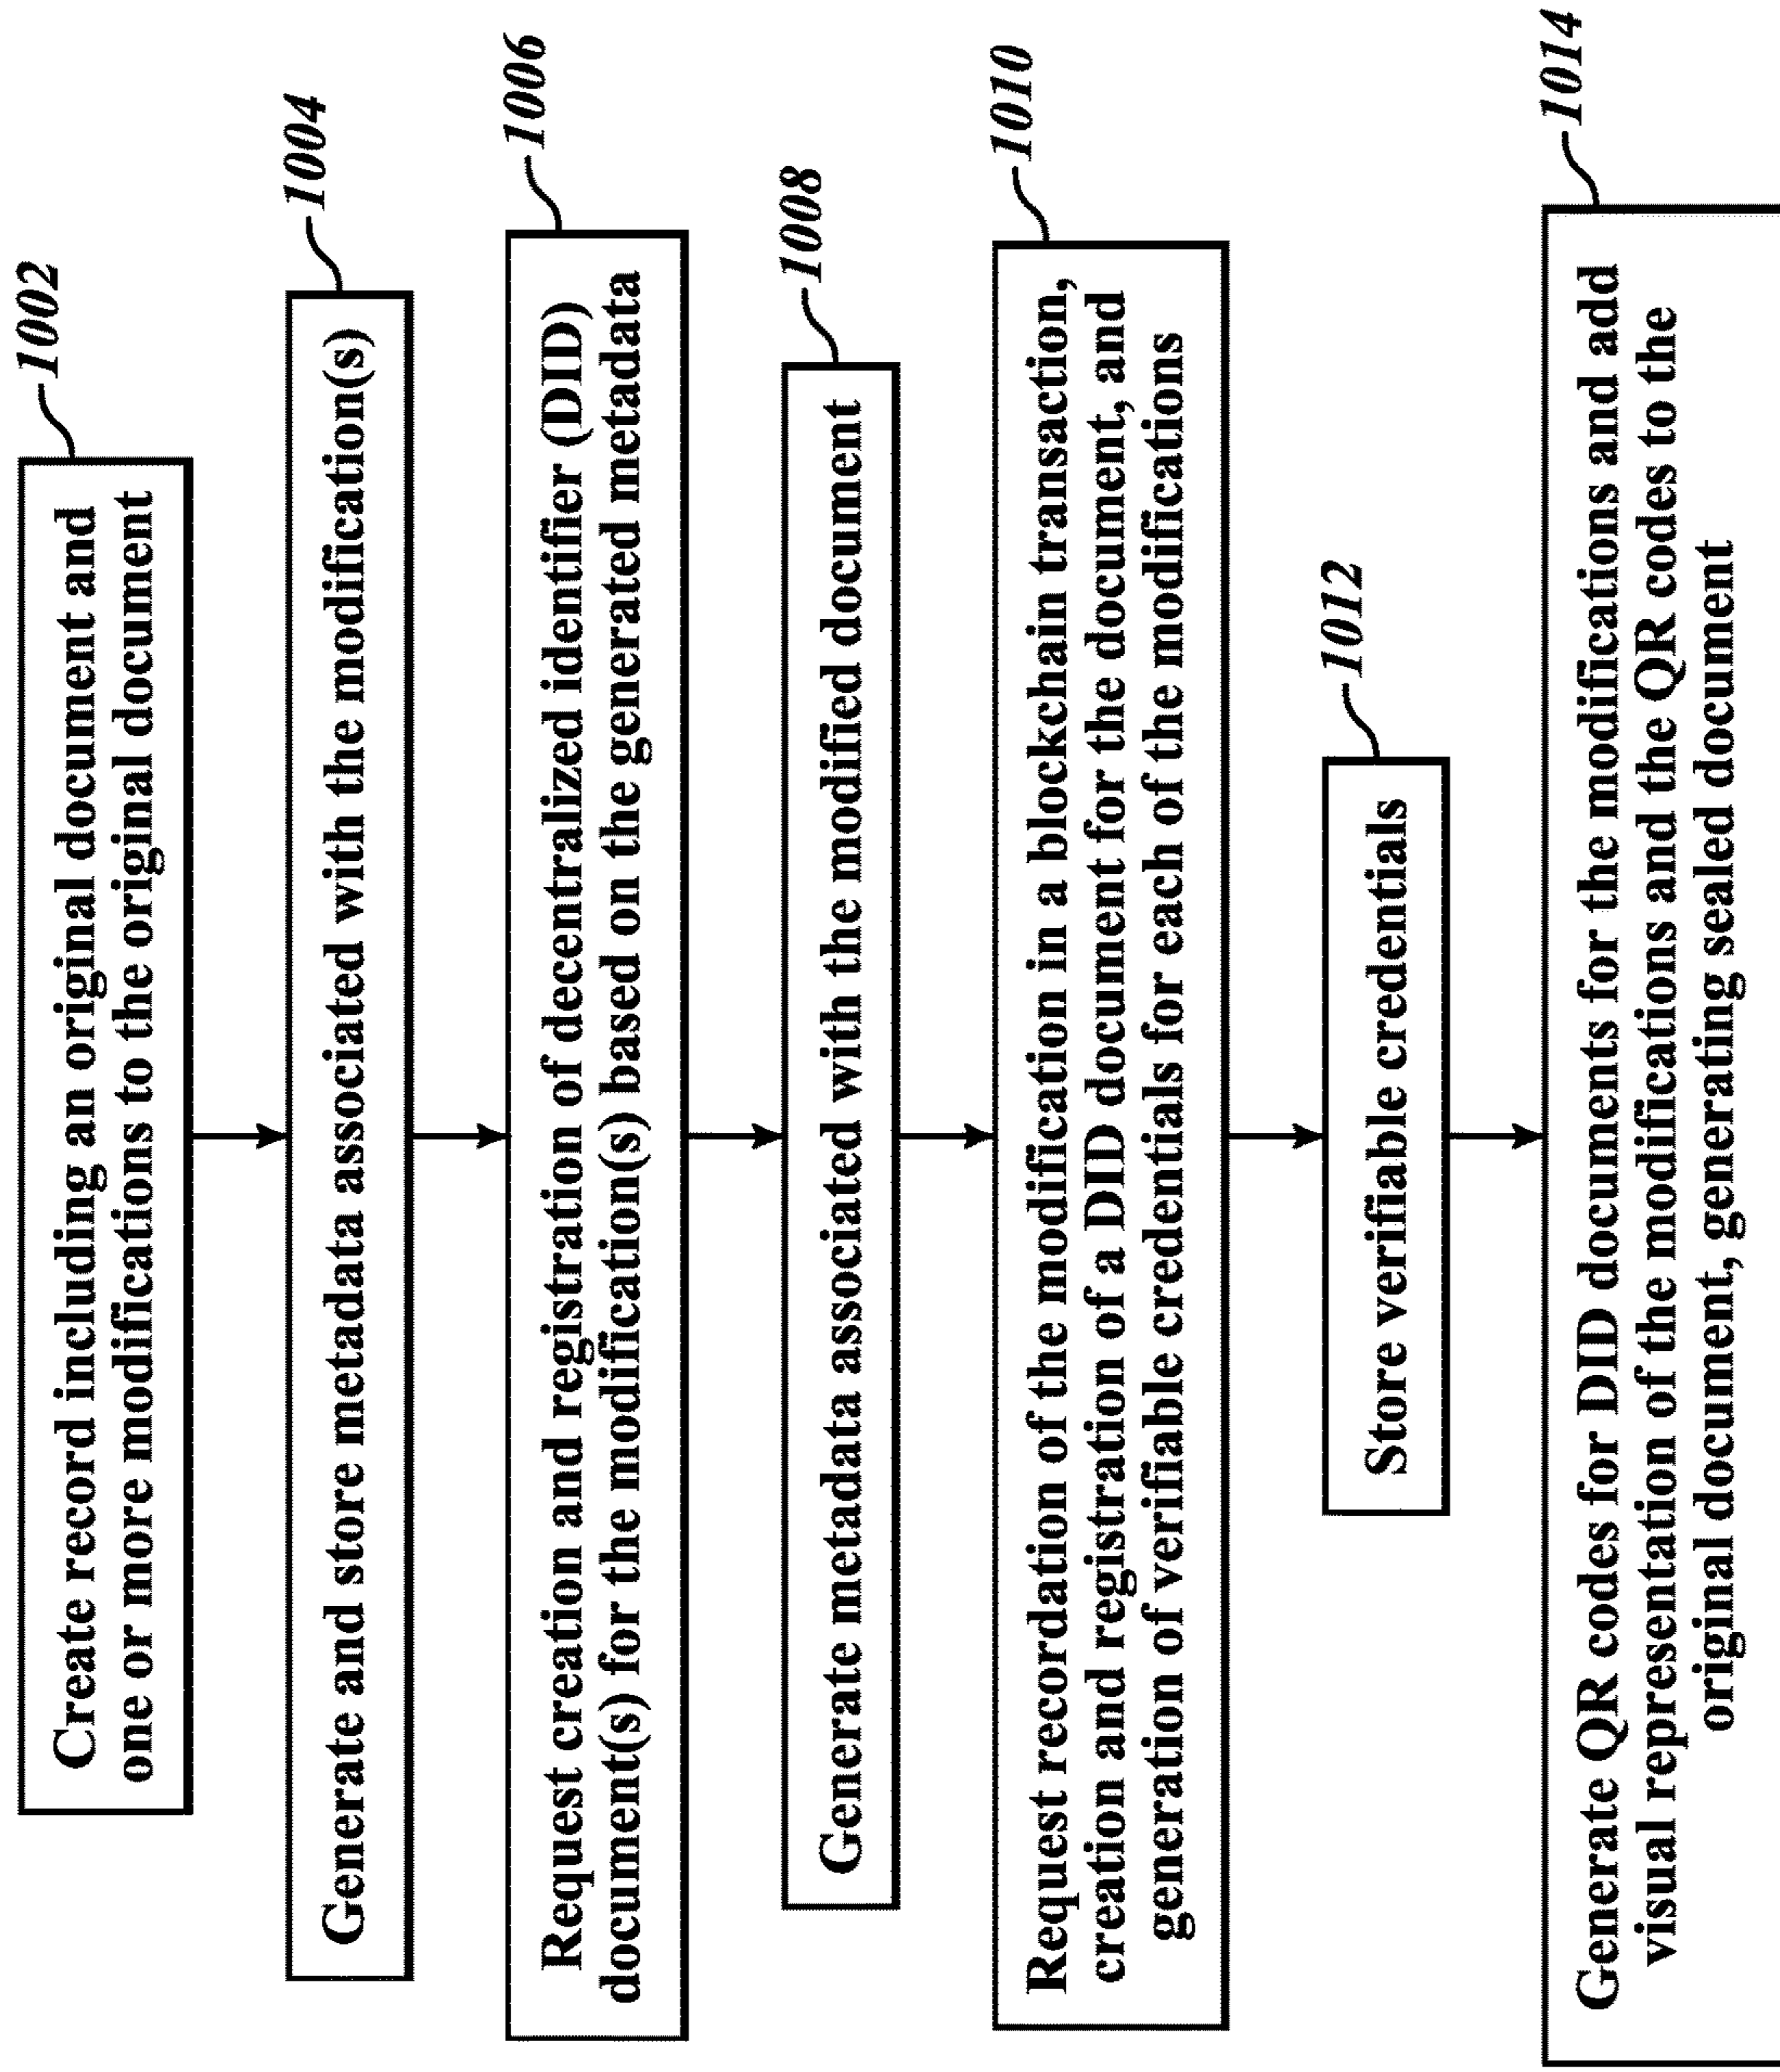 1002
Create record including an original document and
one or more modifications to the original document
1004
Generate and store metadata associated with the modification(s)
1006
Request creation and registration of decentralized identifier (DID)
document(s) for the modification(s) based on the generated metadata
1008
Generate metadata associated with the modified document
1010
Request recordation of the modification in a blockchain transaction,
creation and registration of a DID document for the document, and
generation of verifiable credentials for each of the modifications
1012
Store verifiable credentials
1014
Generate QR codes for DID documents for the modifications and add
visual representation of the modifications and the QR codes to the
original document, generating sealed document